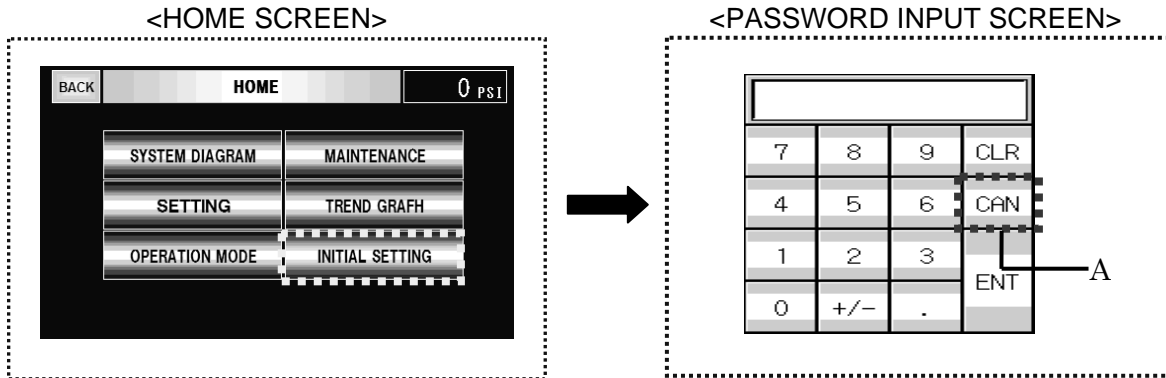 <HOME SCREEN>
<PASSWORD INPUT SCREEN>
BACK HOME 0 PSI
SYSTEM DIAGRAM MAINTENANCE
SETTING TREND GRAFH
OPERATION MODE INITIAL SETTING
7 8 9 CLR
4 5 6 CAN
1 2 3
ENT
0 +/- .
A